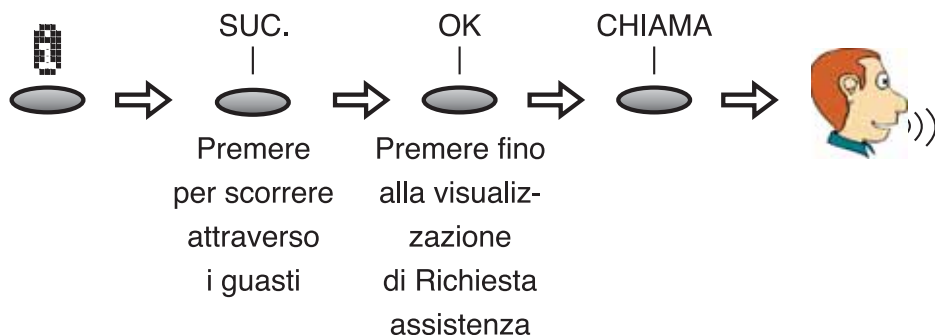 i
SUC.
OK
CHIAMA
Premere
per scorrere
attraverso
i guasti
Premere fino
alla visualiz-
zazione
di Richiesta
assistenza